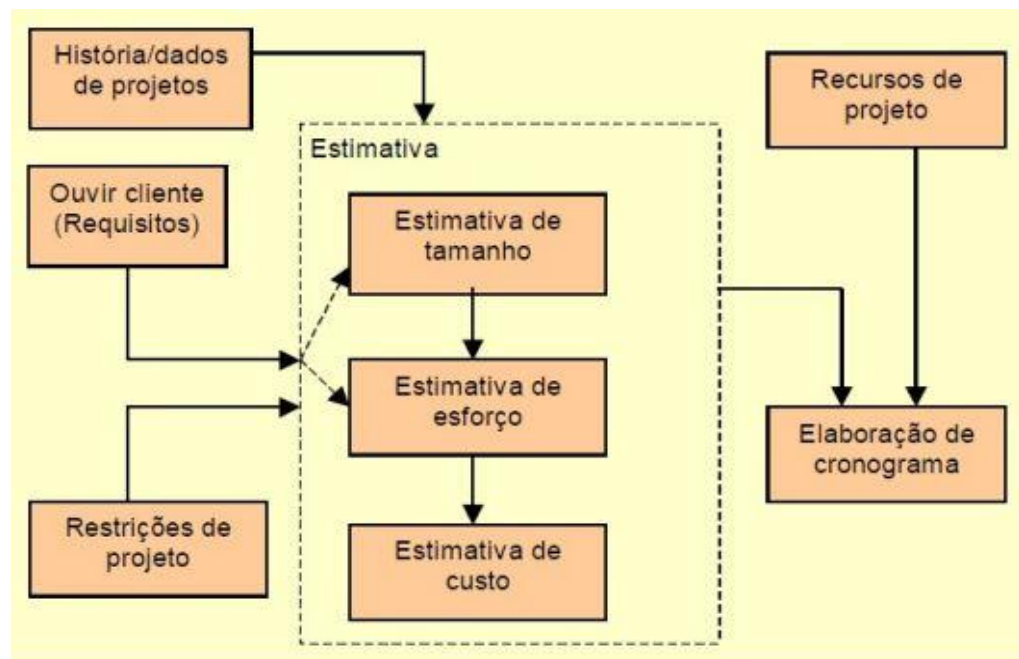 História/dados
de projetos
Recursos de
projeto
Estimativa
Ouvir cliente
(Requisitos)
Estimativa de
tamanho
Estimativa de
esforço
Elaboração de
cronograma
Restrições de
projeto
Estimativa de
custo